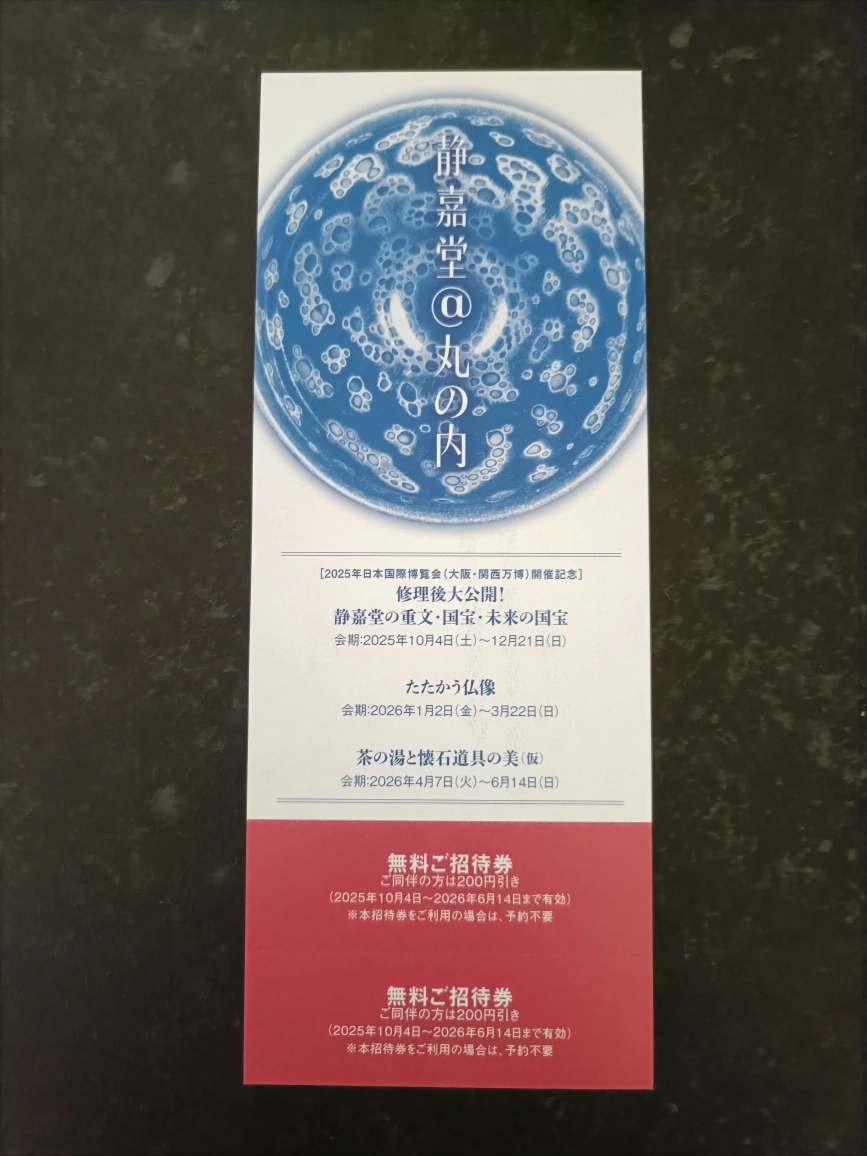 静嘉堂@丸の内
[2025年日本国際博覧会(大阪・関西万博)開催記念]
修理後大公開!
静嘉堂の重文・国宝・未来の国宝
会期:2025年10月4日(土)〜12月21日(日)
たたかう仏像
会期:2026年1月2日(金)〜3月22日(日)
茶の湯と懐石道具の美(仮)
会期:2026年4月7日(火)〜6月14日(日)
無料ご招待券
ご同伴の方は200円引き
(2025年10月4日〜2026年6月14日まで有効)
※本招待券をご利用の場合は、予約不要
無料ご招待券
ご同伴の方は200円引き
(2025年10月4日〜2026年6月14日まで有効)
※本招待券をご利用の場合は、予約不要